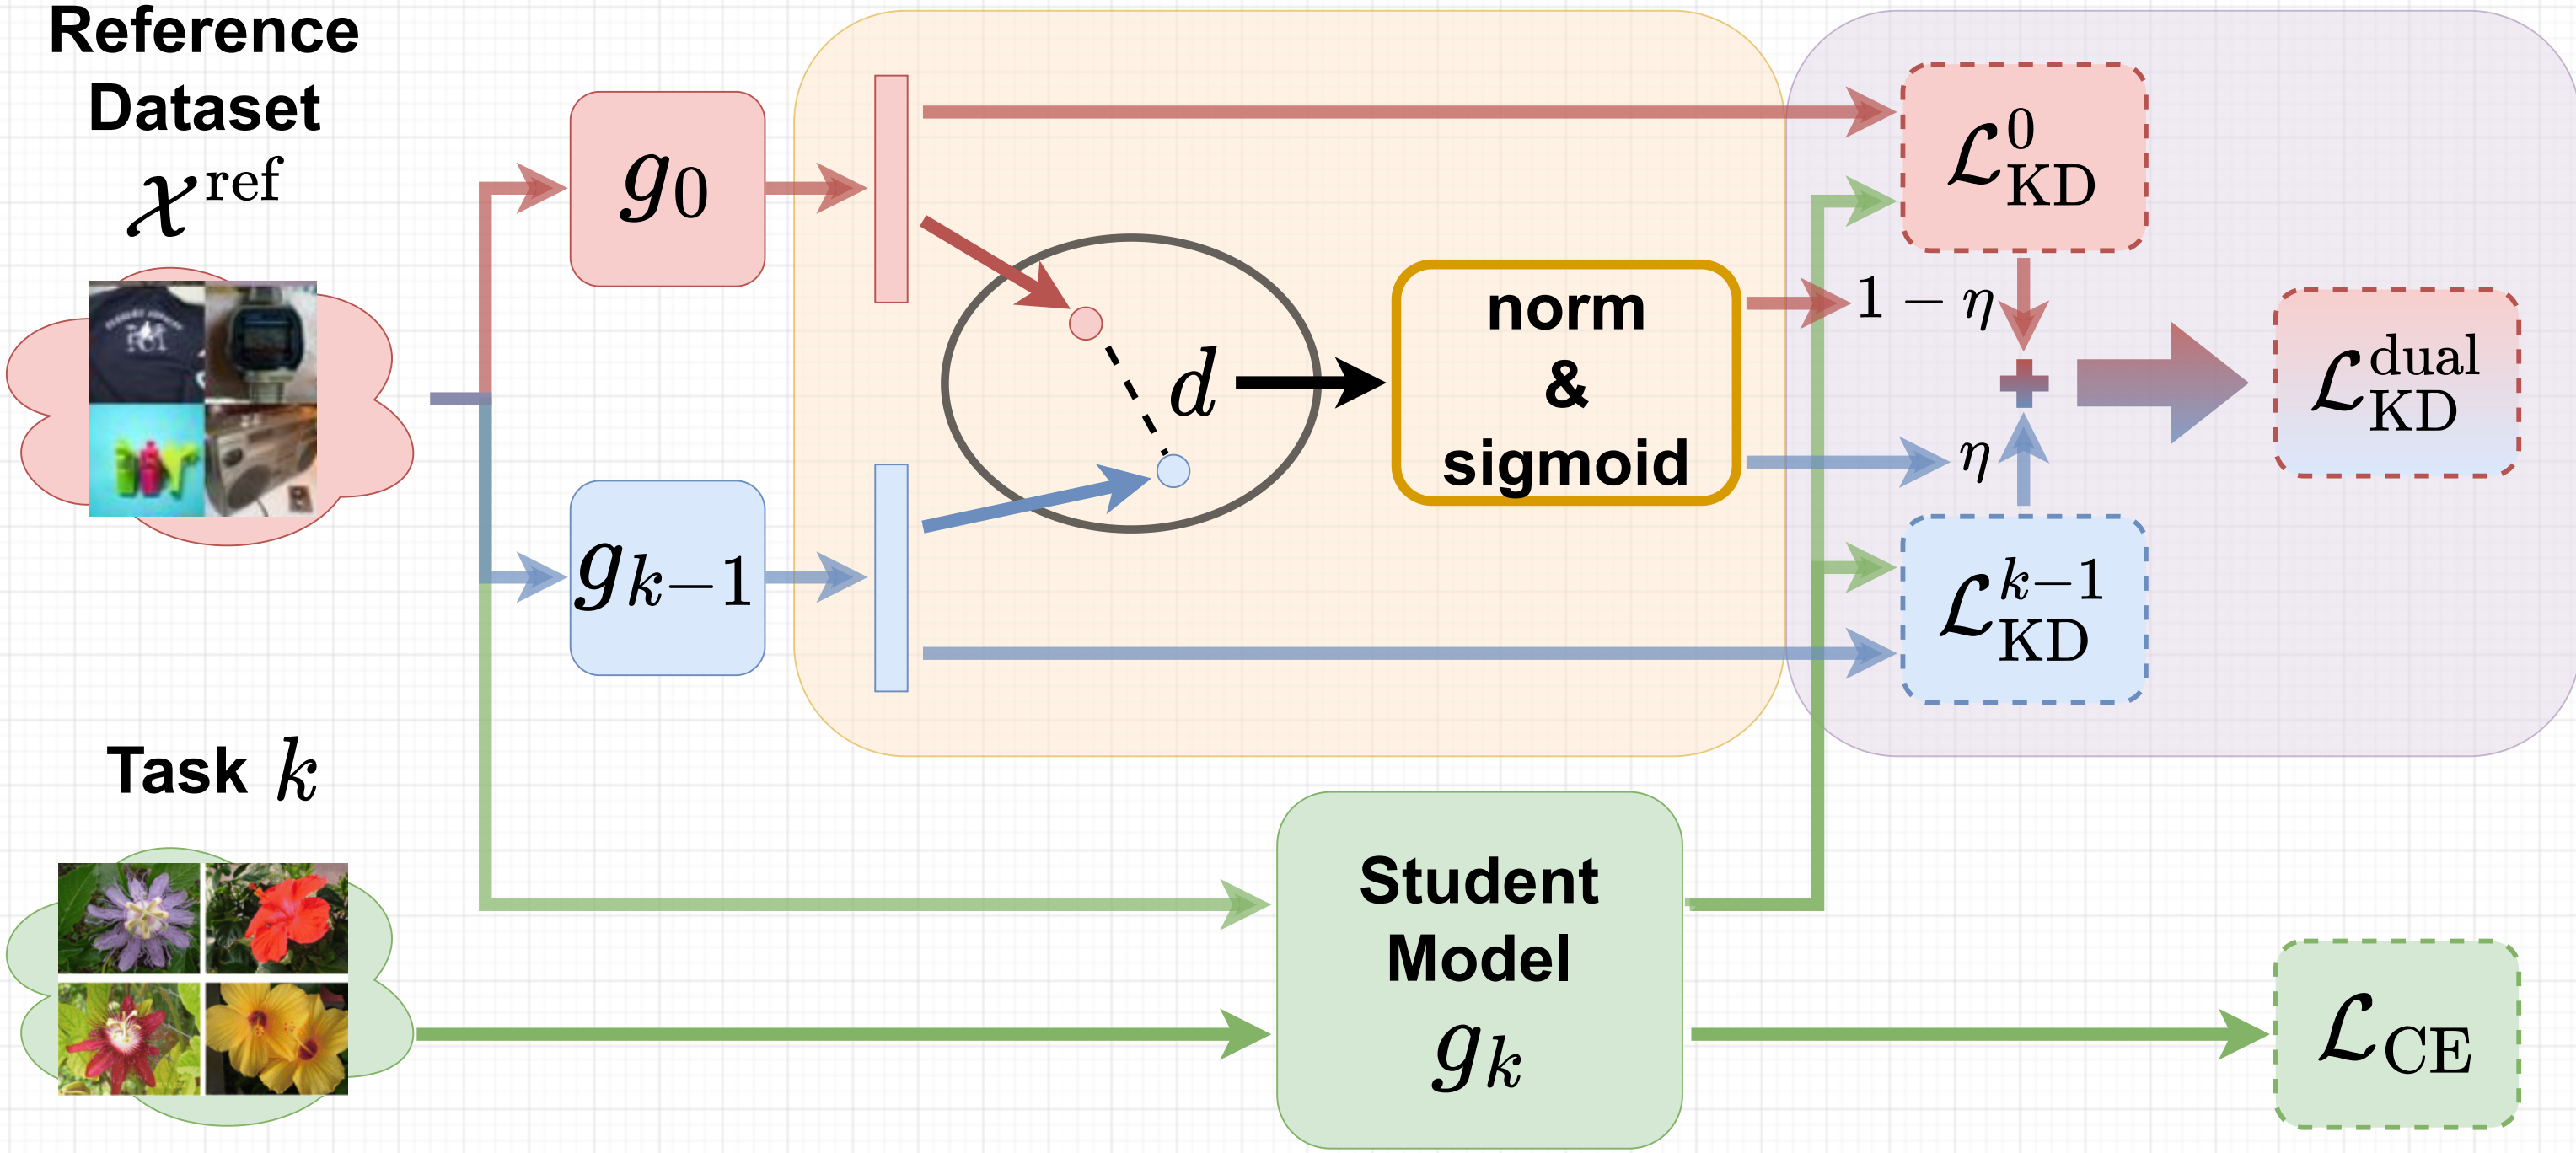 Reference
Dataset
𝒳^ref
g_0
g_{k−1}
d
norm
&
sigmoid
ℒ^0_KD
1 − η
η
ℒ^{k−1}_KD
ℒ^dual_KD
Task k
Student
Model
g_k
ℒ_CE